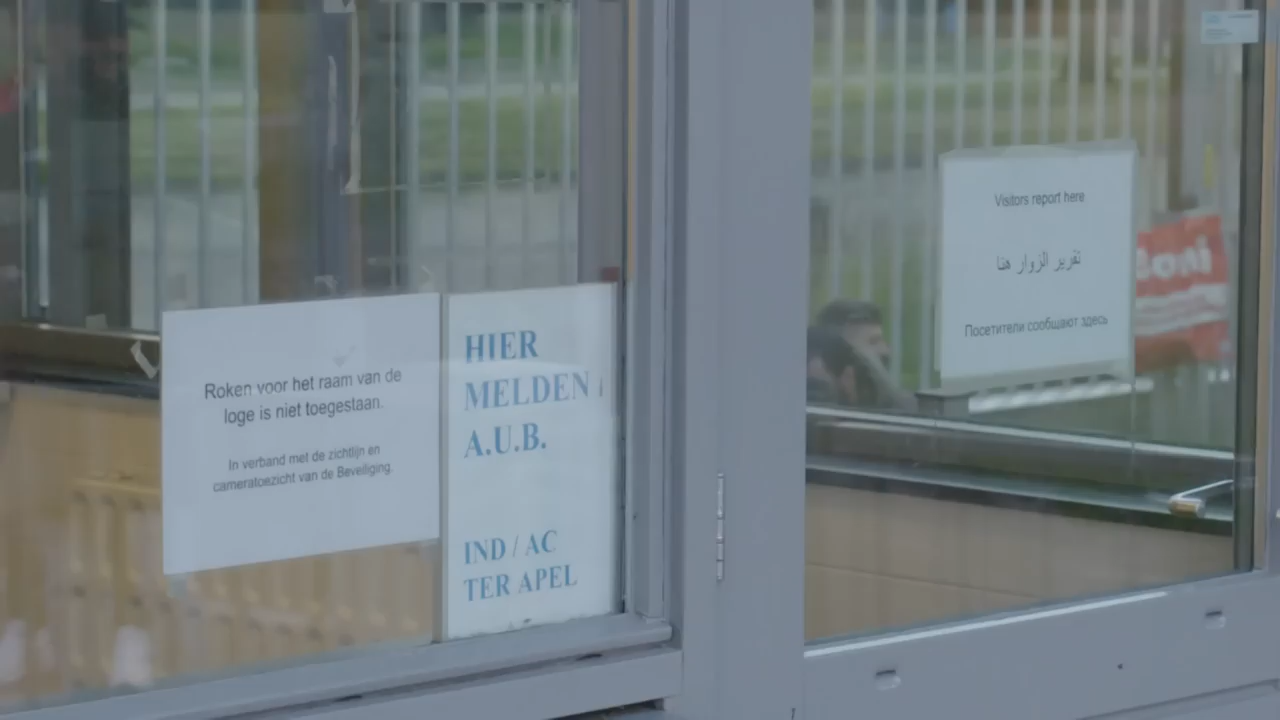 Roken voor het raam van de
loge is niet toegestaan.
In verband met de zichtlijn en
cameratoezicht van de Beveiliging.
HIER
MELDEN
A.U.B.
IND / AC
TER APEL
Visitors report here
تقرير الزوار هنا
Посетители сообщают здесь